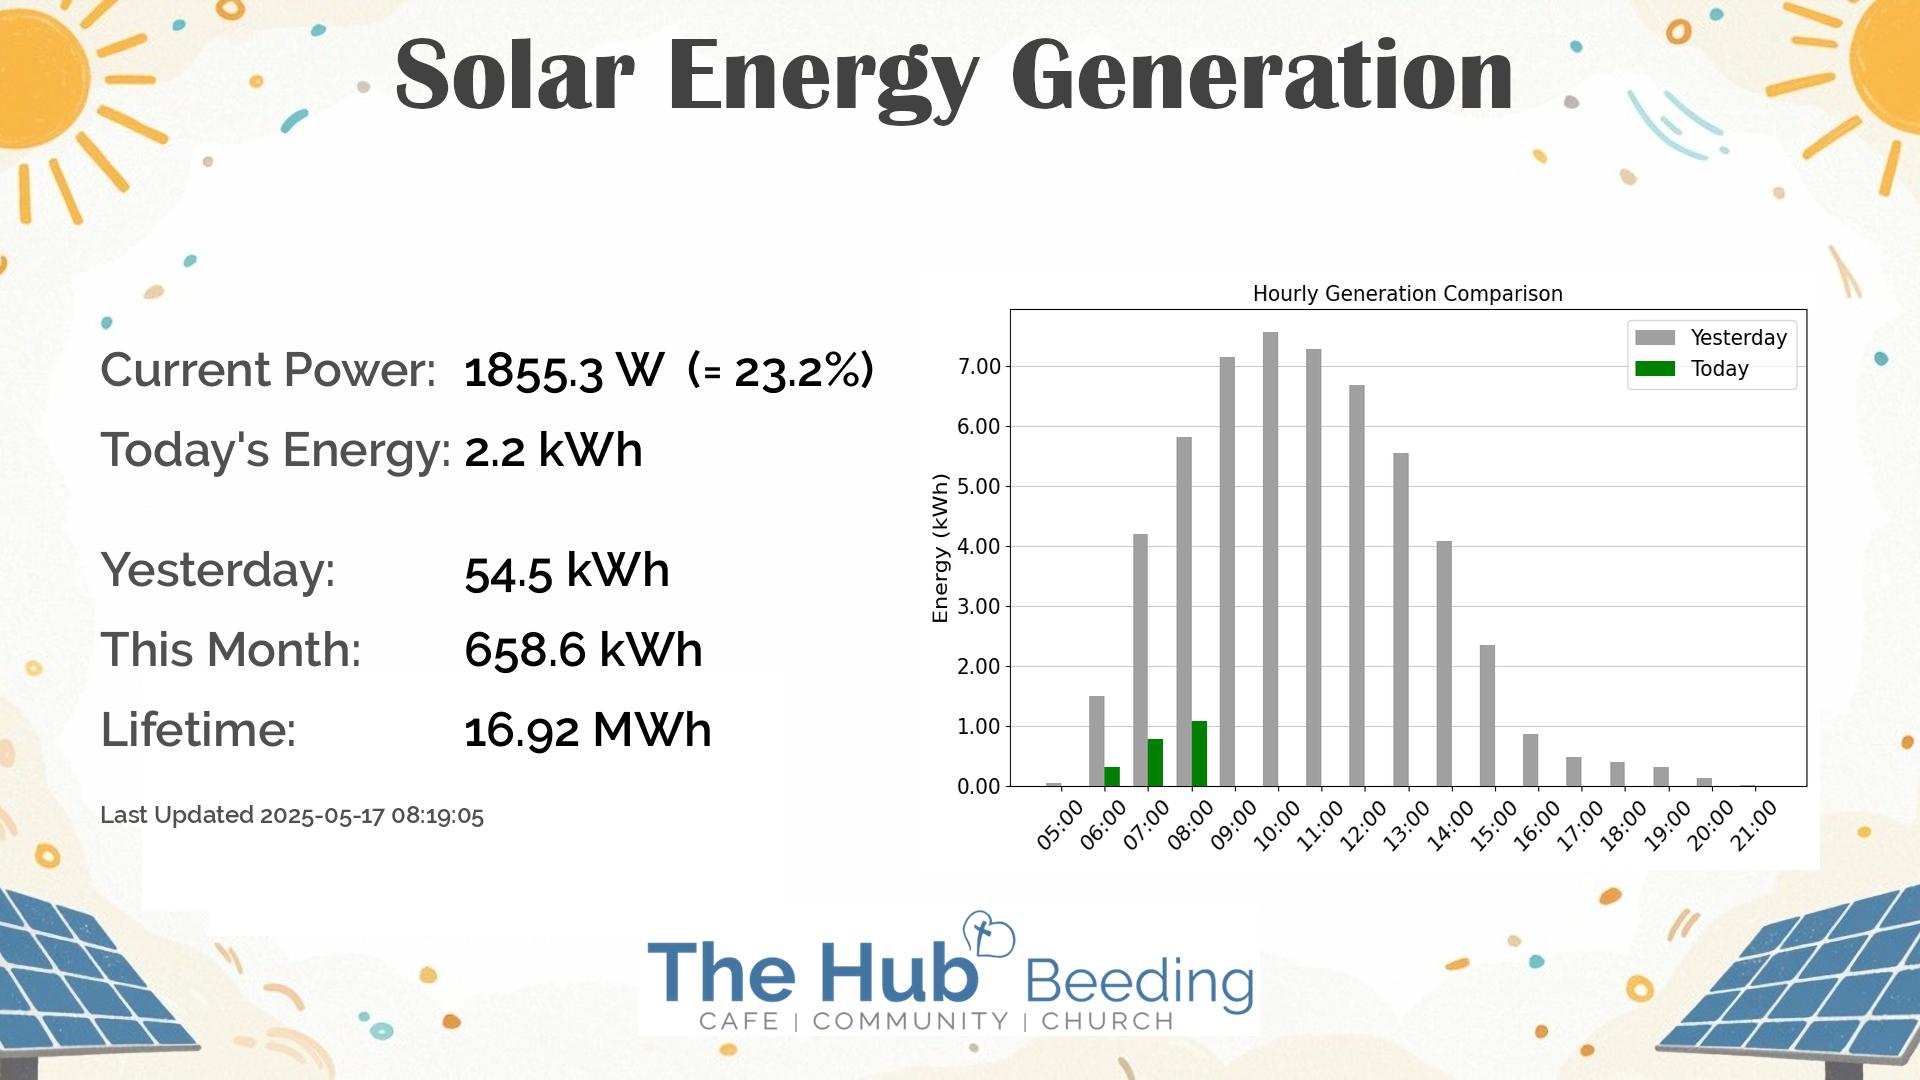 Solar Energy Generation
Current Power: 1855.3 W (= 23.2%)
Today's Energy: 2.2 kWh
Yesterday: 54.5 kWh
This Month: 658.6 kWh
Lifetime: 16.92 MWh
Last Updated 2025-05-17 08:19:05
Hourly Generation Comparison
Yesterday
Today
Energy (kWh)
7.00
6.00
5.00
4.00
3.00
2.00
1.00
0.00
05:00 06:00 07:00 08:00 09:00 10:00 11:00 12:00 13:00 14:00 15:00 16:00 17:00 18:00 19:00 20:00 21:00
The Hub Beeding
CAFE | COMMUNITY | CHURCH